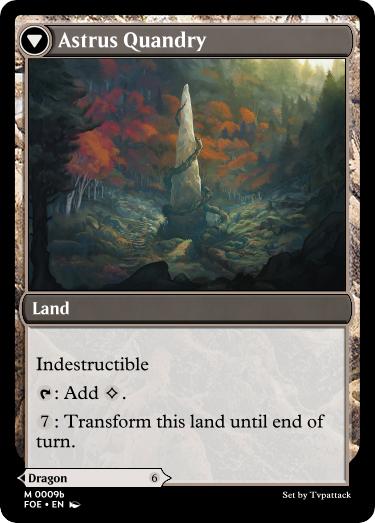 Astrus Quandry
Land
Indestructible
: Add .
7 : Transform this land until end of
turn.
Dragon 6
M 0009b
FOE • EN
Set by Tvpattack